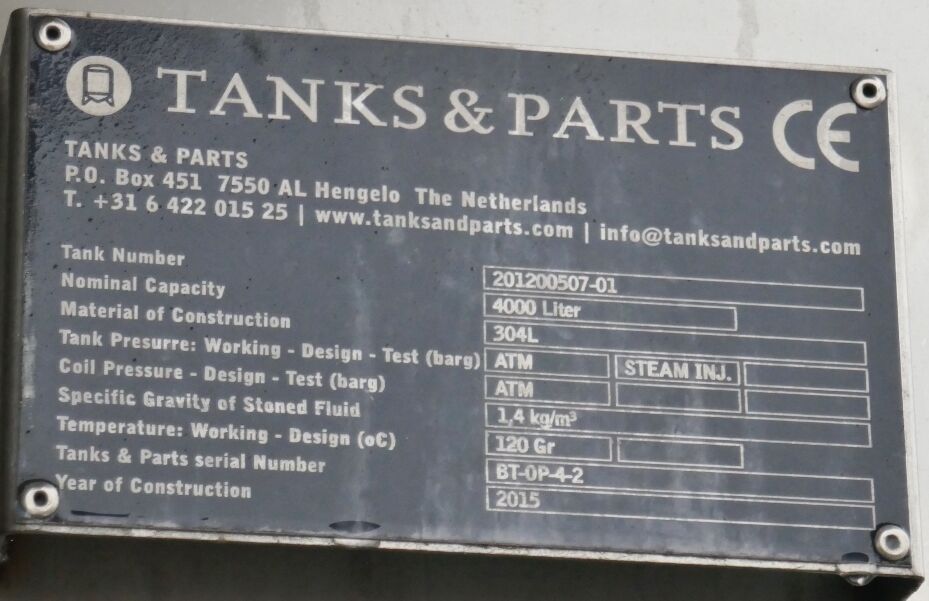 TANKS & PARTS CE
TANKS & PARTS
P.O. Box 451 7550 AL Hengelo The Netherlands
T. +31 6 422 015 25 | www.tanksandparts.com | info@tanksandparts.com
Tank Number 201200507-01
Nominal Capacity 4000 Liter
Material of Construction 304L
Tank Presurre: Working - Design - Test (barg) ATM STEAM INJ.
Coil Pressure - Design - Test (barg) ATM
Specific Gravity of Stoned Fluid 1,4 kg/m³
Temperature: Working - Design (oC) 120 Gr
Tanks & Parts serial Number BT-OP-4-2
Year of Construction 2015